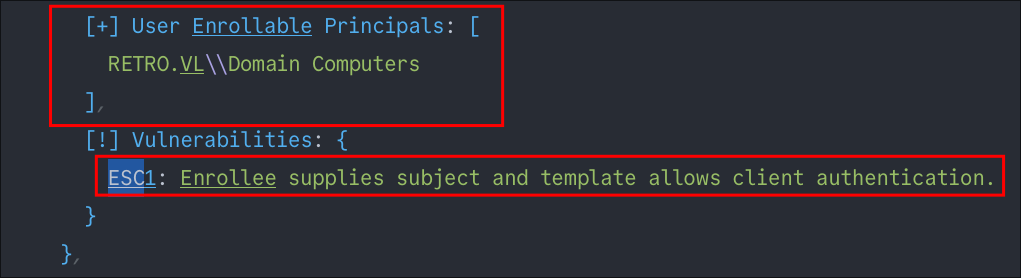 [+] User Enrollable Principals: [
RETRO.VL\\Domain Computers
],
[!] Vulnerabilities: {
ESC1: Enrollee supplies subject and template allows client authentication.
}
},